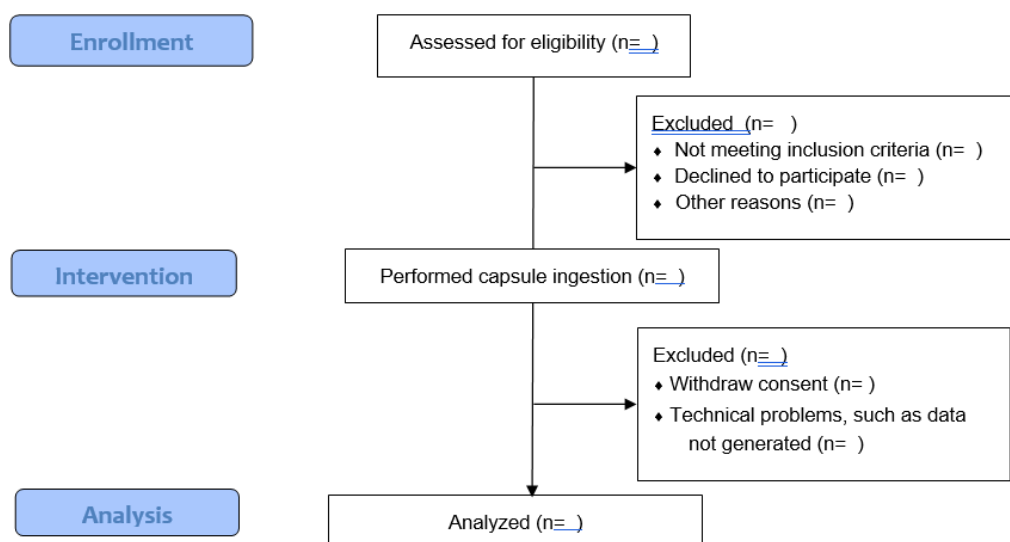 Enrollment
Assessed for eligibility (n= )
Excluded (n= )
⬧ Not meeting inclusion criteria (n= )
⬧ Declined to participate (n= )
⬧ Other reasons (n= )
Intervention
Performed capsule ingestion (n= )
Excluded (n= )
⬧ Withdraw consent (n= )
⬧ Technical problems, such as data
not generated (n= )
Analysis
Analyzed (n= )